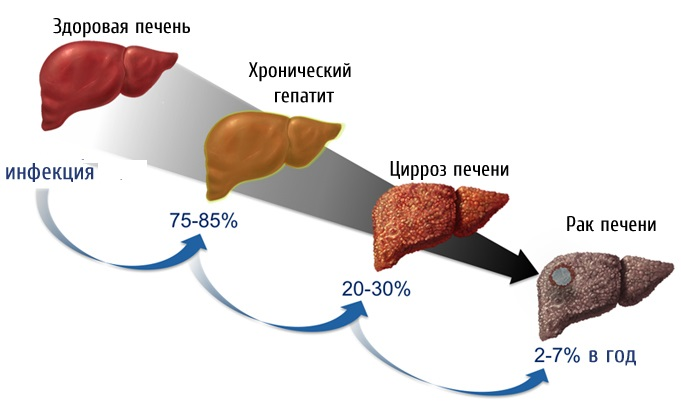 Здоровая печень
Хронический
гепатит
инфекция
Цирроз печени
75-85%
Рак печени
20-30%
2-7% в год